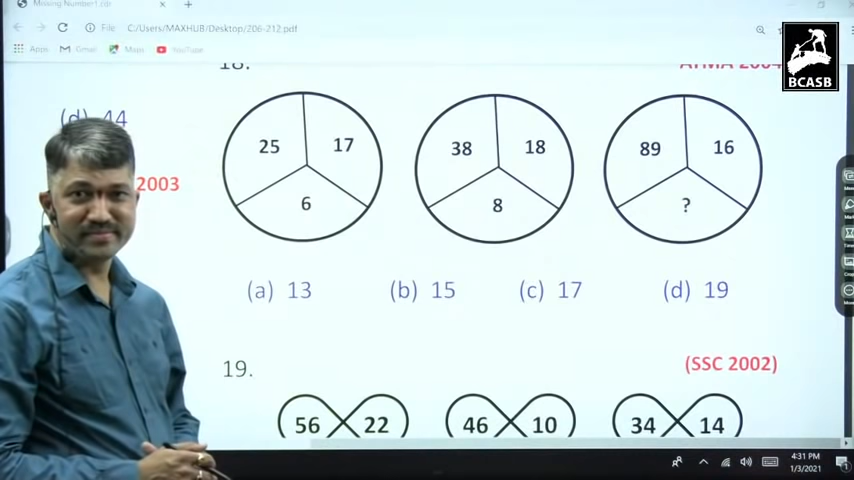 Missing Number1.cdr
File C:/Users/MAXHUB/Desktop/206-212.pdf
Apps Gmail Maps YouTube
BCASB
18.
(d) 44
2003
25 17 6
38 18 8
89 16 ?
(a) 13 (b) 15 (c) 17 (d) 19
19. (SSC 2002)
56 22 46 10 34 14
4:31 PM
1/3/2021